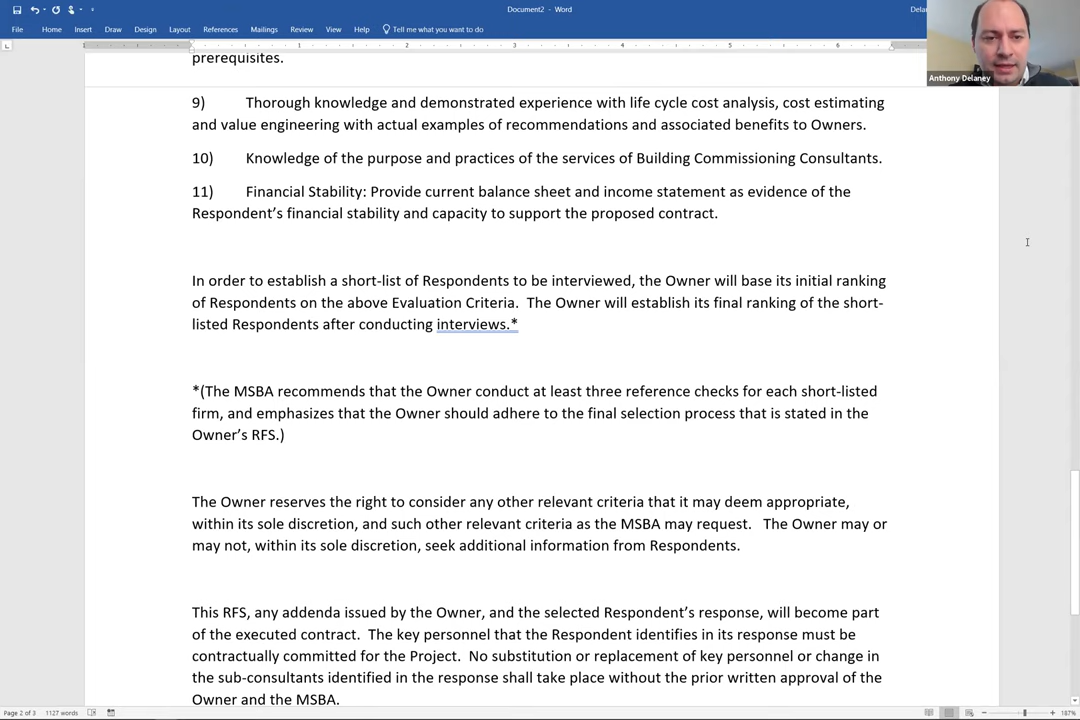 Document2 - Word
Delan
File Home Insert Draw Design Layout References Mailings Review View Help Tell me what you want to do
1 2 3 4 5 6
Anthony Delaney
prerequisites.
9) Thorough knowledge and demonstrated experience with life cycle cost analysis, cost estimating
and value engineering with actual examples of recommendations and associated benefits to Owners.
10) Knowledge of the purpose and practices of the services of Building Commissioning Consultants.
11) Financial Stability: Provide current balance sheet and income statement as evidence of the
Respondent's financial stability and capacity to support the proposed contract.
In order to establish a short-list of Respondents to be interviewed, the Owner will base its initial ranking
of Respondents on the above Evaluation Criteria. The Owner will establish its final ranking of the short-
listed Respondents after conducting interviews.*
*(The MSBA recommends that the Owner conduct at least three reference checks for each short-listed
firm, and emphasizes that the Owner should adhere to the final selection process that is stated in the
Owner's RFS.)
The Owner reserves the right to consider any other relevant criteria that it may deem appropriate,
within its sole discretion, and such other relevant criteria as the MSBA may request. The Owner may or
may not, within its sole discretion, seek additional information from Respondents.
This RFS, any addenda issued by the Owner, and the selected Respondent's response, will become part
of the executed contract. The key personnel that the Respondent identifies in its response must be
contractually committed for the Project. No substitution or replacement of key personnel or change in
the sub-consultants identified in the response shall take place without the prior written approval of the
Owner and the MSBA.
Page 2 of 3 1127 words
187%